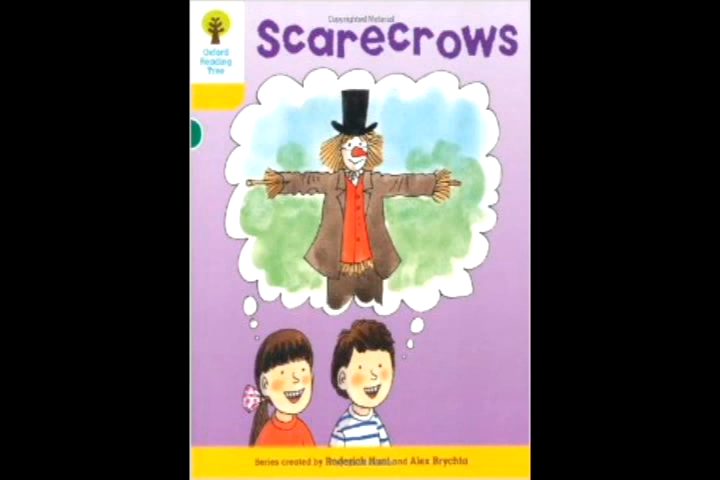 Copyrighted Material
Scarecrows
Oxford
Reading
Tree
Series created by Roderick Hunt and Alex Brychta